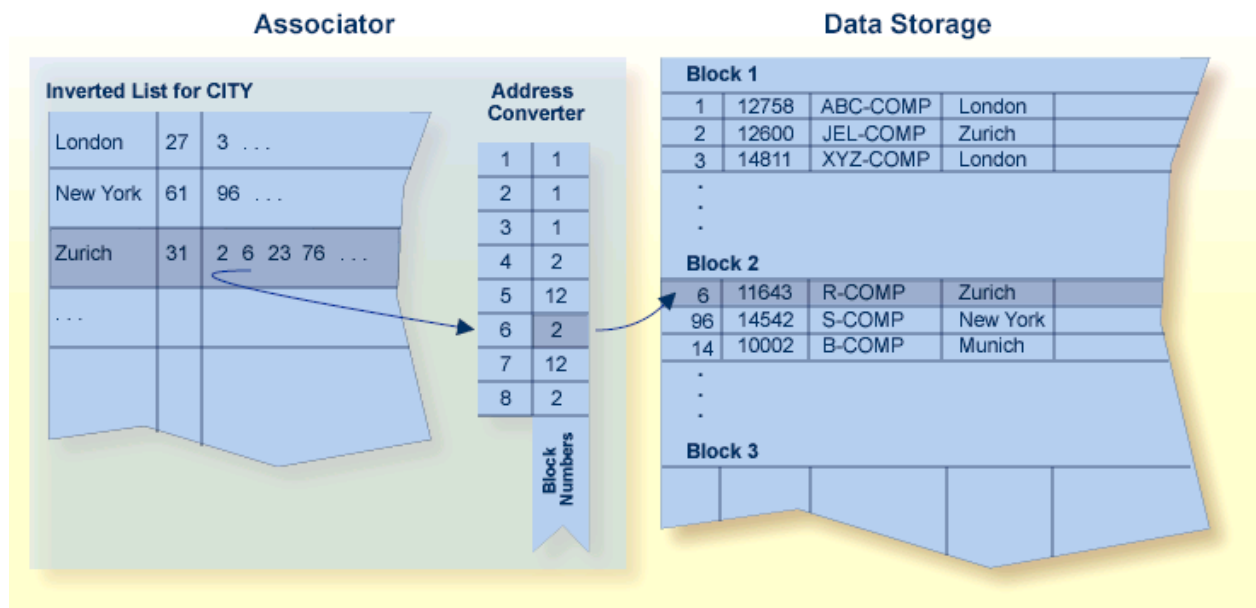 Associator
Data Storage
Inverted List for CITY
London 27 3 . . .
New York 61 96 . . .
Zurich 31 2 6 23 76 . . .
. . .
Address
Converter
1 1
2 1
3 1
4 2
5 12
6 2
7 12
8 2
Block
Numbers
Block 1
1 12758 ABC-COMP London
2 12600 JEL-COMP Zurich
3 14811 XYZ-COMP London
.
.
.
Block 2
6 11643 R-COMP Zurich
96 14542 S-COMP New York
14 10002 B-COMP Munich
.
.
.
Block 3